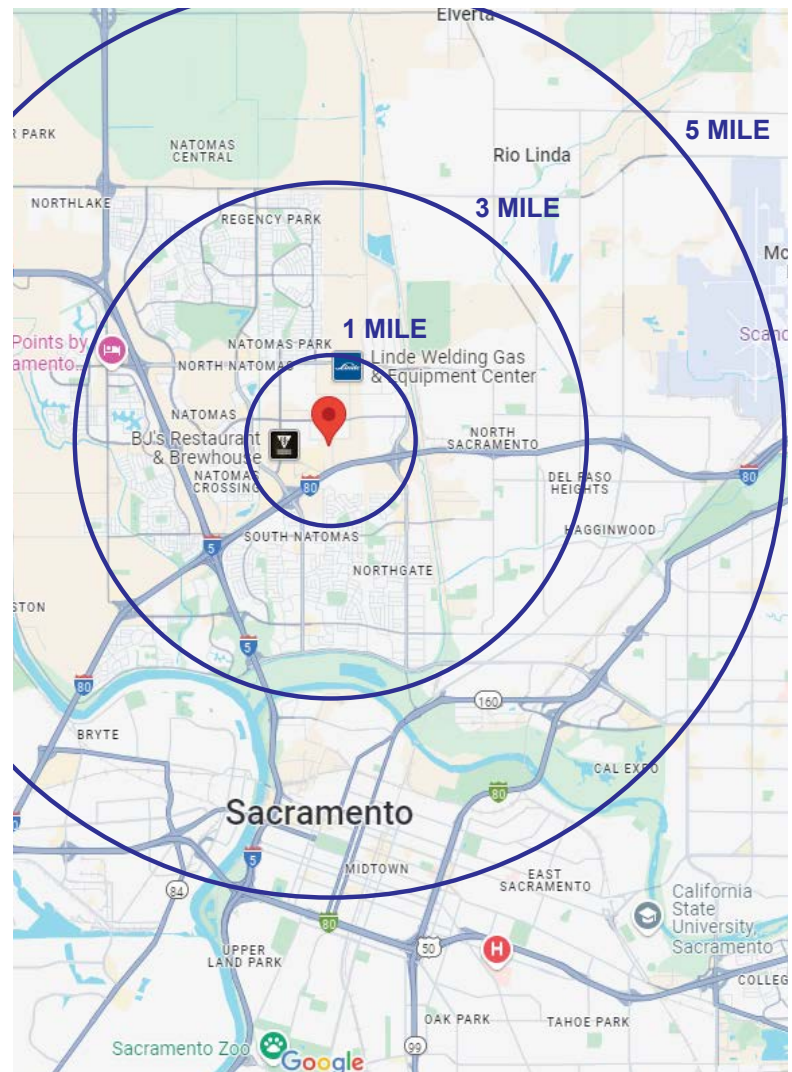 Elverta
5 MILE
R PARK
NATOMAS
CENTRAL
Rio Linda
NORTHLAKE
3 MILE
REGENCY PARK
Mc
1 MILE
Points by
amento
Scand
NATOMAS PARK
NORTH NATOMAS
Linde
Linde Welding Gas
& Equipment Center
NATOMAS
BJ's Restaurant
& Brewhouse
NORTH
SACRAMENTO
NATOMAS
CROSSING
80
80
DEL PASO
HEIGHTS
HAGGINWOOD
5
SOUTH NATOMAS
NORTHGATE
STON
5
80
160
BRYTE
CAL EXPO
80
Sacramento
0
5
MIDTOWN
EAST
SACRAMENTO
84
California
State
University,
Sacramento
80
UPPER
LAND PARK
50
H
COLLEG
OAK PARK
TAHOE PARK
99
Sacramento Zoo
Google